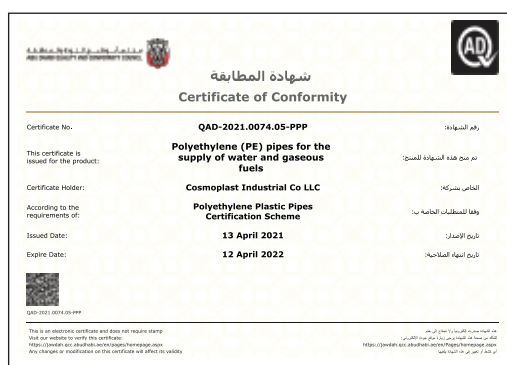 ABU DHABI QUALITY AND CONFORMITY COUNCIL
شهادة المطابقة
Certificate of Conformity
Certificate No.
QAD-2021.0074.05-PPP
رقم الشهادة:
This certificate is
issued for the product:
Polyethylene (PE) pipes for the
supply of water and gaseous
fuels
تم منح هذه الشهادة للمنتج:
Certificate Holder:
Cosmoplast Industrial Co LLC
الخاص بشركة:
According to the
requirements of:
Polyethylene Plastic Pipes
Certification Scheme
وفقا للمتطلبات الخاصة ب:
Issued Date:
13 April 2021
تاريخ الإصدار:
Expire Date:
12 April 2022
تاريخ انتهاء الصلاحية:
QAD-2021.0074.05-PPP
This is an electronic certificate and does not require stamp
Visit our website to verify this certificate:
https://jawdah.qcc.abudhabi.ae/en/pages/homepage.aspx
Any changes or modification on this certificate will affect its validity
https://jawdah.qcc.abudhabi.ae/en/Pages/homepage.aspx